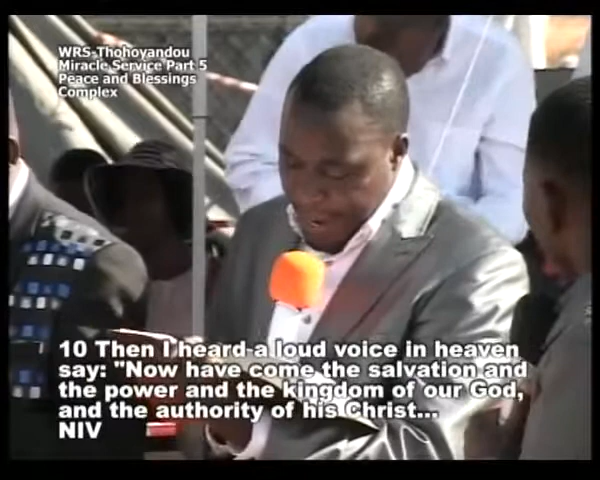 WRS-Thohoyandou
Miracle Service Part 5
Peace and Blessings
Complex
10 Then I heard a loud voice in heaven
say: "Now have come the salvation and
the power and the kingdom of our God,
and the authority of his Christ...
NIV